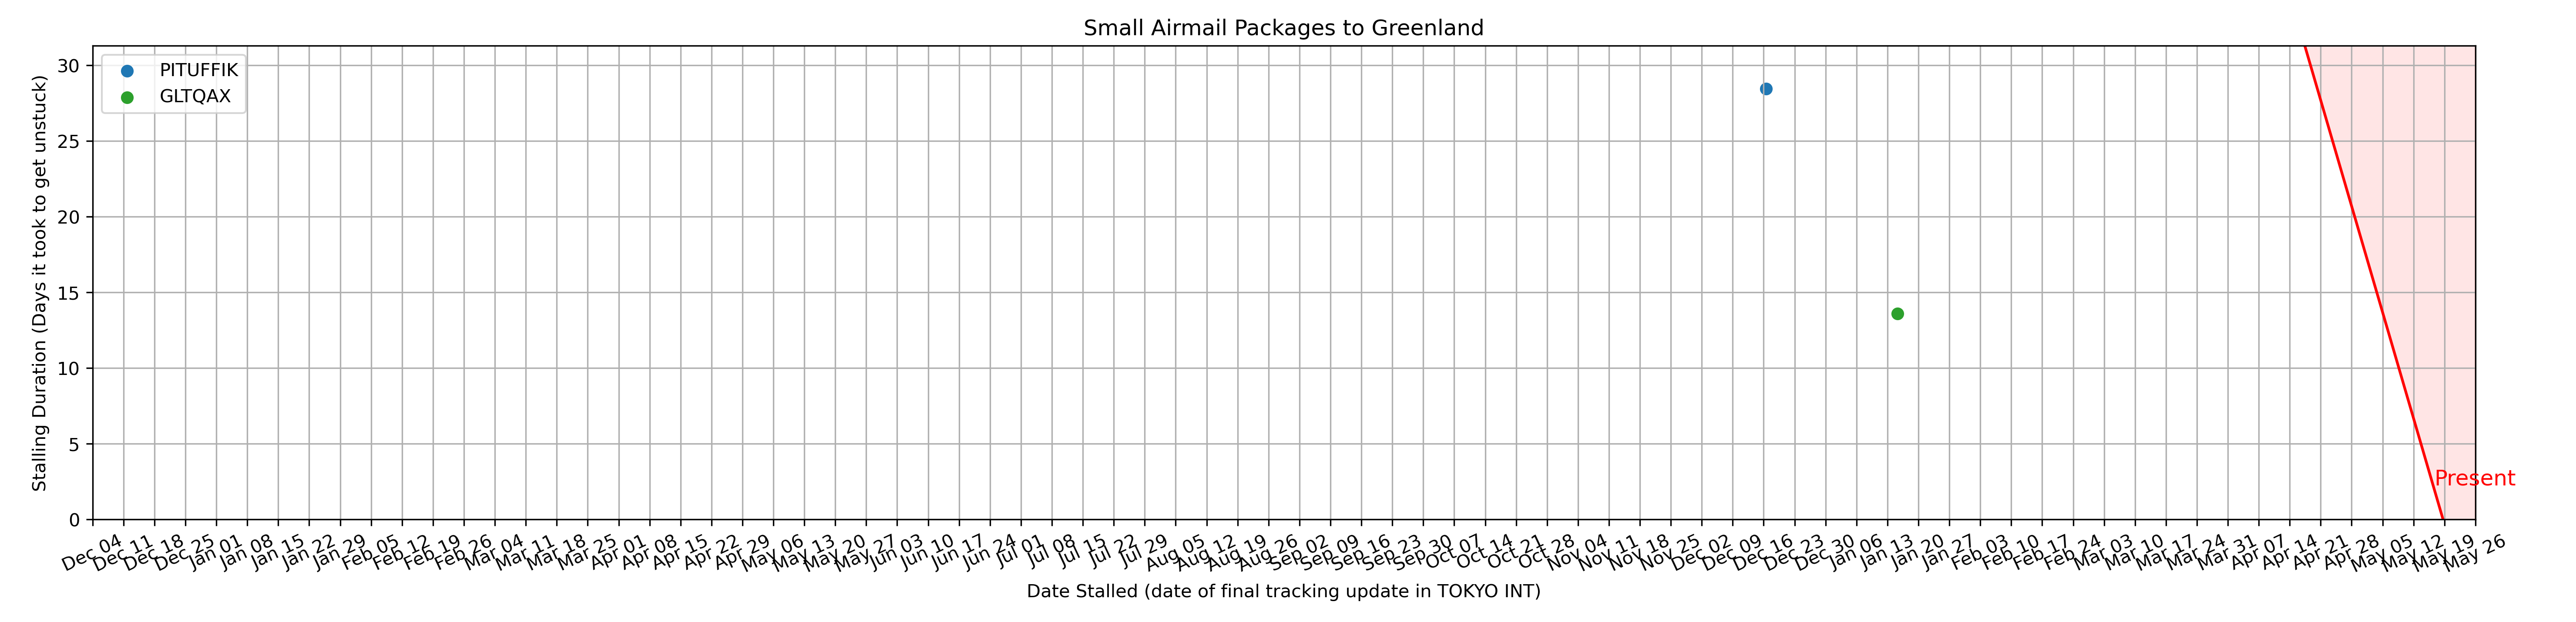 Small Airmail Packages to Greenland
PITUFFIK
GLTQAX
30
25
20
15
10
5
0
Stalling Duration (Days it took to get unstuck)
Present
Dec 04
Dec 11
Dec 18
Dec 25
Jan 01
Jan 08
Jan 15
Jan 22
Jan 29
Feb 05
Feb 12
Feb 19
Feb 26
Mar 04
Mar 11
Mar 18
Mar 25
Apr 01
Apr 08
Apr 15
Apr 22
Apr 29
May 06
May 13
May 20
May 27
Jun 03
Jun 10
Jun 17
Jun 24
Jul 01
Jul 08
Jul 15
Jul 22
Jul 29
Aug 05
Aug 12
Aug 19
Aug 26
Sep 02
Sep 09
Sep 16
Sep 23
Sep 30
Oct 07
Oct 14
Oct 21
Oct 28
Nov 04
Nov 11
Nov 18
Nov 25
Dec 02
Dec 09
Dec 16
Dec 23
Dec 30
Jan 06
Jan 13
Jan 20
Jan 27
Feb 03
Feb 10
Feb 17
Feb 24
Mar 03
Mar 10
Mar 17
Mar 24
Mar 31
Apr 07
Apr 14
Apr 21
Apr 28
May 05
May 12
May 19
May 26
Date Stalled (date of final tracking update in TOKYO INT)